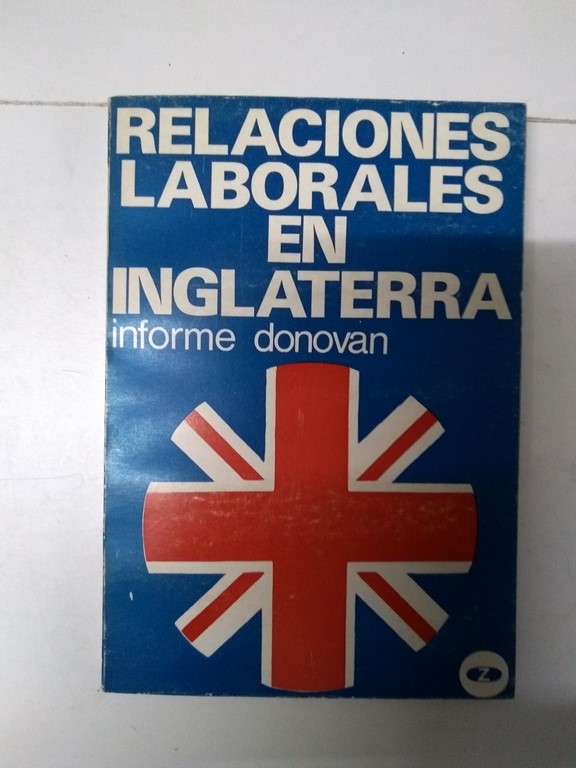 RELACIONES
LABORALES
EN
INGLATERRA
informe donovan
Z